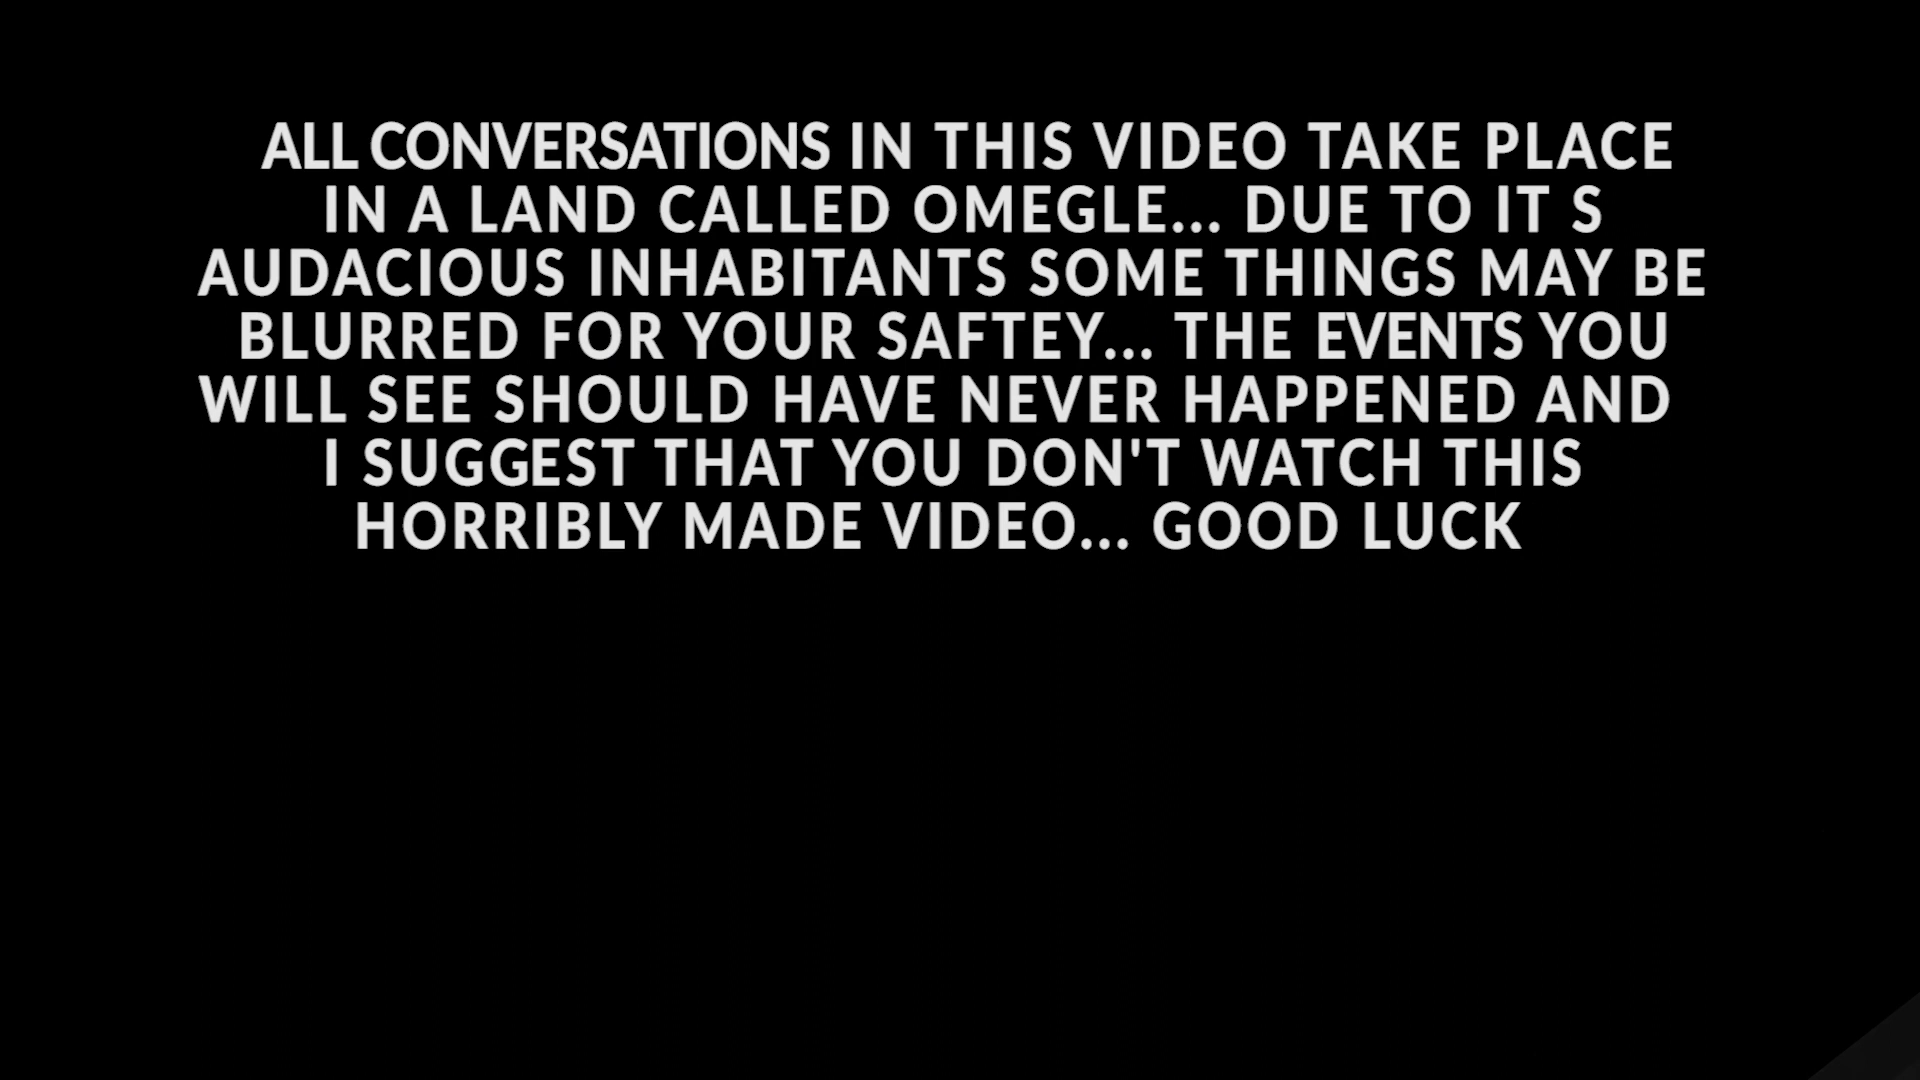 ALL CONVERSATIONS IN THIS VIDEO TAKE PLACE
IN A LAND CALLED OMEGLE... DUE TO IT S
AUDACIOUS INHABITANTS SOME THINGS MAY BE
BLURRED FOR YOUR SAFTEY... THE EVENTS YOU
WILL SEE SHOULD HAVE NEVER HAPPENED AND
I SUGGEST THAT YOU DON'T WATCH THIS
HORRIBLY MADE VIDEO... GOOD LUCK